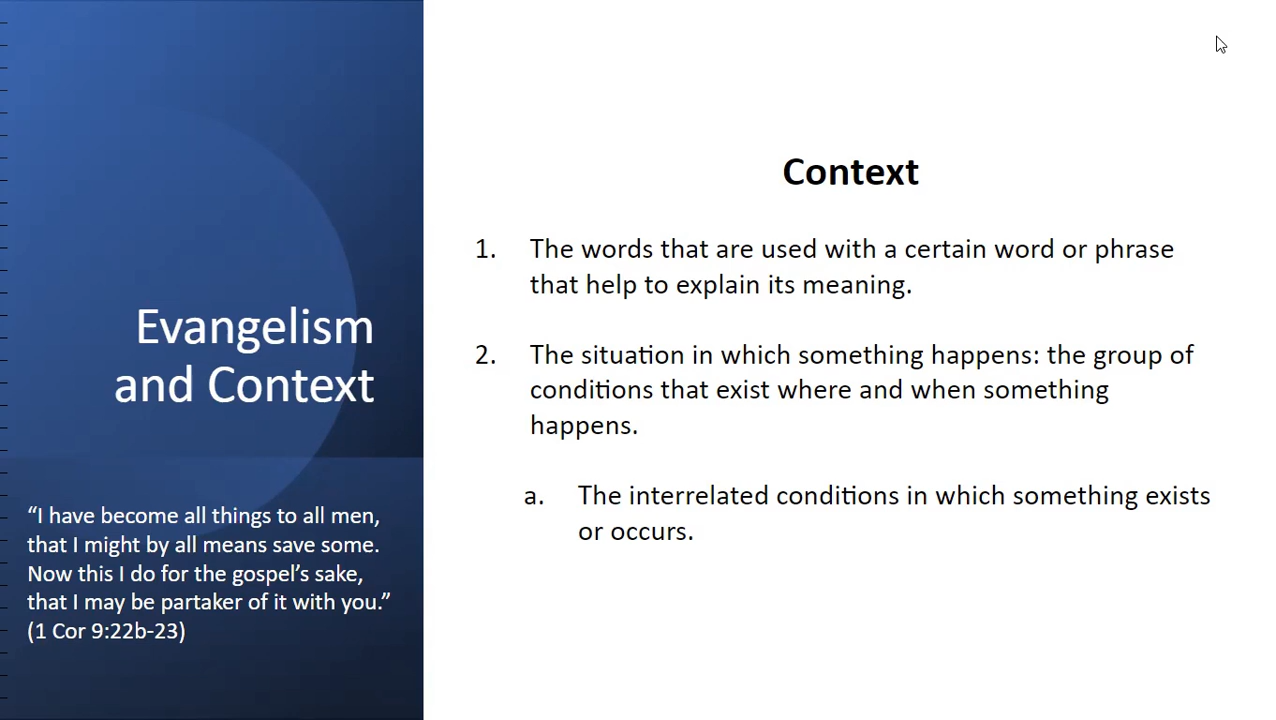 Evangelism
and Context
“I have become all things to all men,
that I might by all means save some.
Now this I do for the gospel’s sake,
that I may be partaker of it with you.”
(1 Cor 9:22b-23)
Context
1. The words that are used with a certain word or phrase
that help to explain its meaning.
2. The situation in which something happens: the group of
conditions that exist where and when something
happens.
a. The interrelated conditions in which something exists
or occurs.